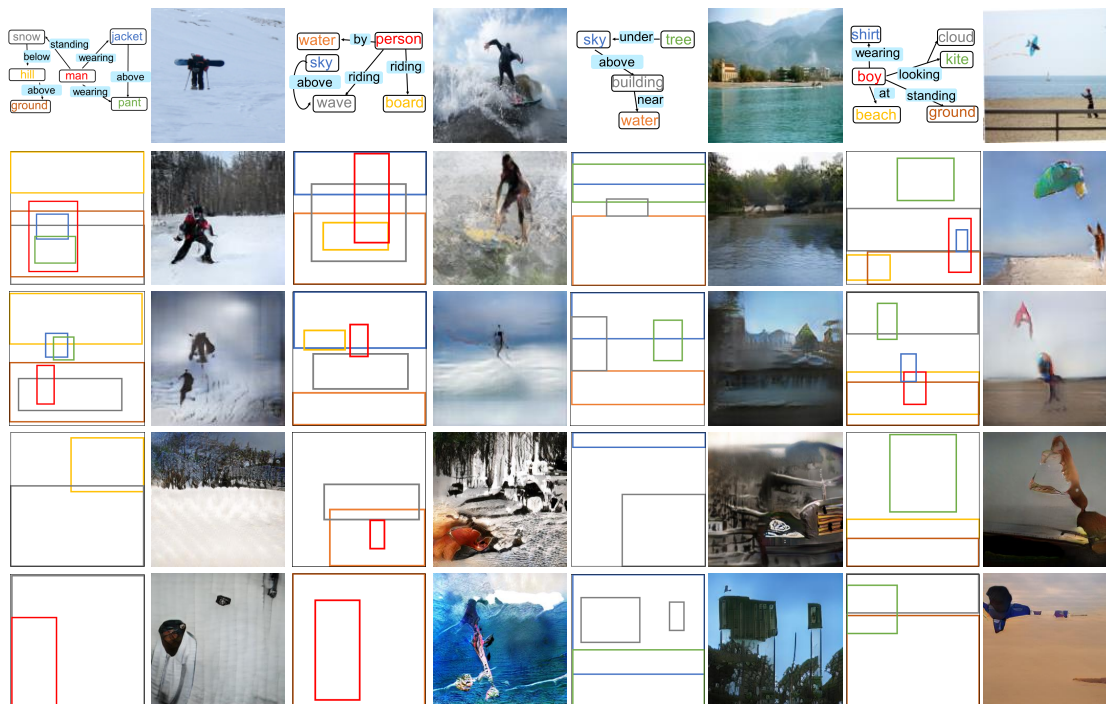 snow
standing
jacket
below
wearing
hill
man
above
above
wearing
ground
pant
water
by
person
sky
above
riding
riding
wave
board
sky
under
tree
above
building
near
water
shirt
cloud
wearing
kite
boy
looking
at
standing
beach
ground